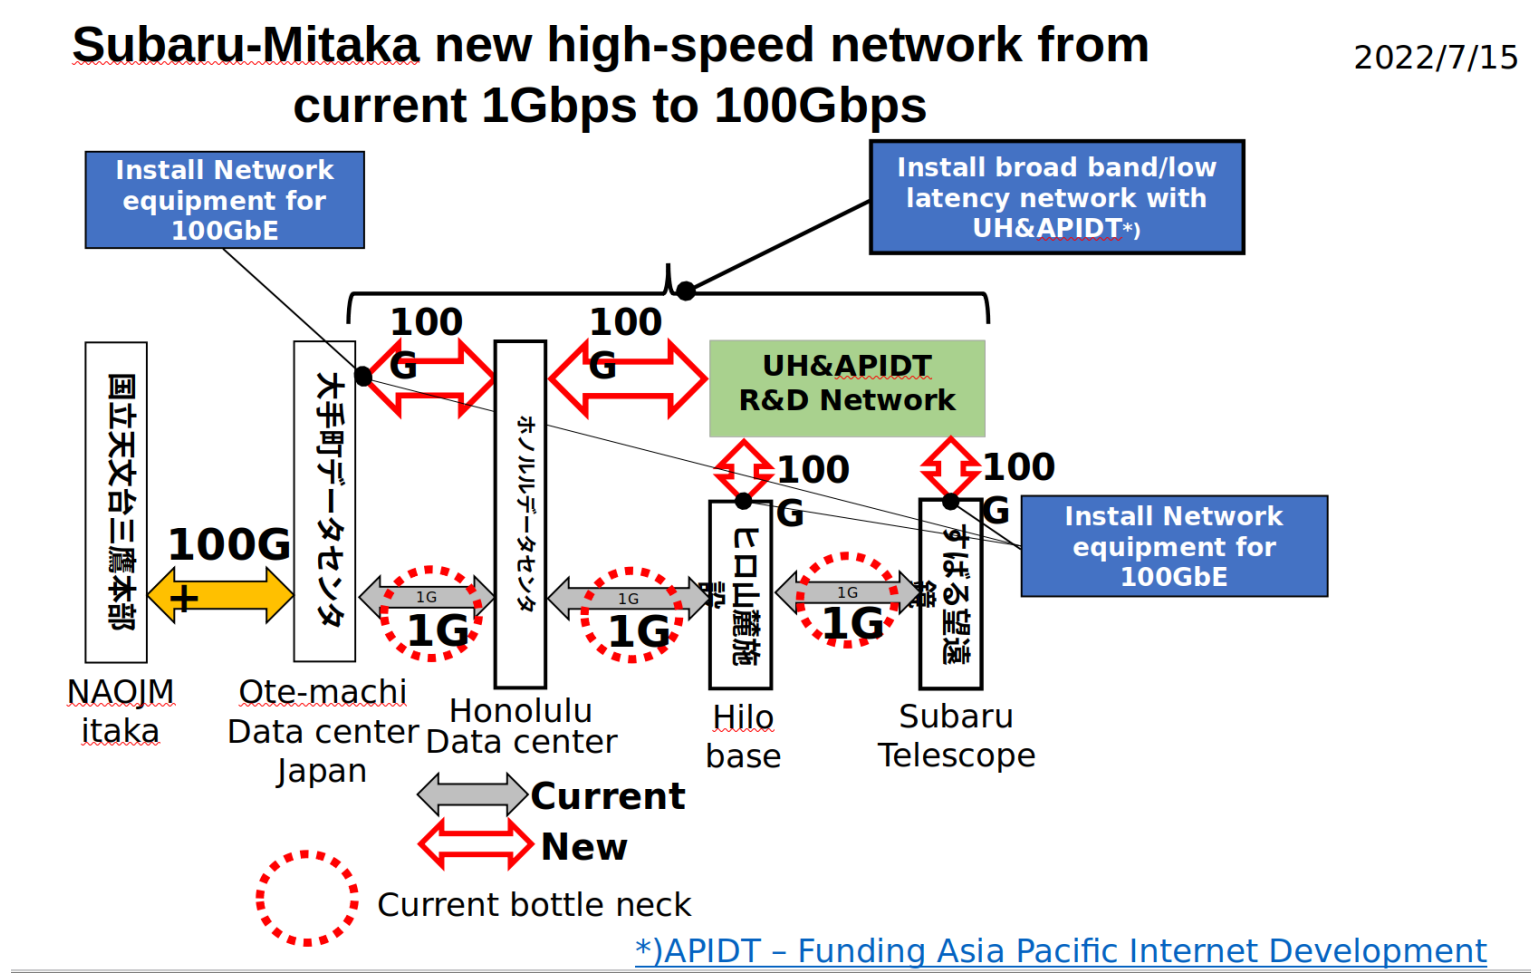 Subaru-Mitaka new high-speed network from
current 1Gbps to 100Gbps
2022/7/15
Install Network
equipment for
100GbE
Install broad band/low
latency network with
UH&APIDT*)
100
G
100
G
UH&APIDT
R&D Network
100
G
100
G
Install Network
equipment for
100GbE
国立天文台三鷹本部
大手町データセンタ
ホノルルデータセンタ
ヒロ山麓施
設
すばる望遠
鏡
100G
+
1G
1G
1G
1G
1G
1G
NAOJM
itaka
Ote-machi
Data center
Japan
Honolulu
Data center
Hilo
base
Subaru
Telescope
Current
New
Current bottle neck
*)APIDT – Funding Asia Pacific Internet Development